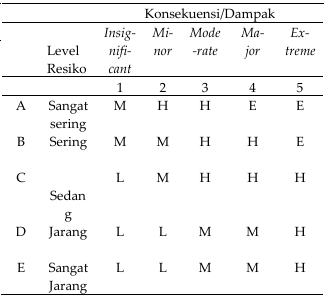 Konsekuensi/Dampak
Level Resiko Insig-nifi-cant Mi-nor Mode-rate Ma-jor Ex-treme
1 2 3 4 5
A Sangat sering M H H E E
B Sering M M H H E
C Sedang L M H H H
D Jarang L L M M H
E Sangat Jarang L L M M H